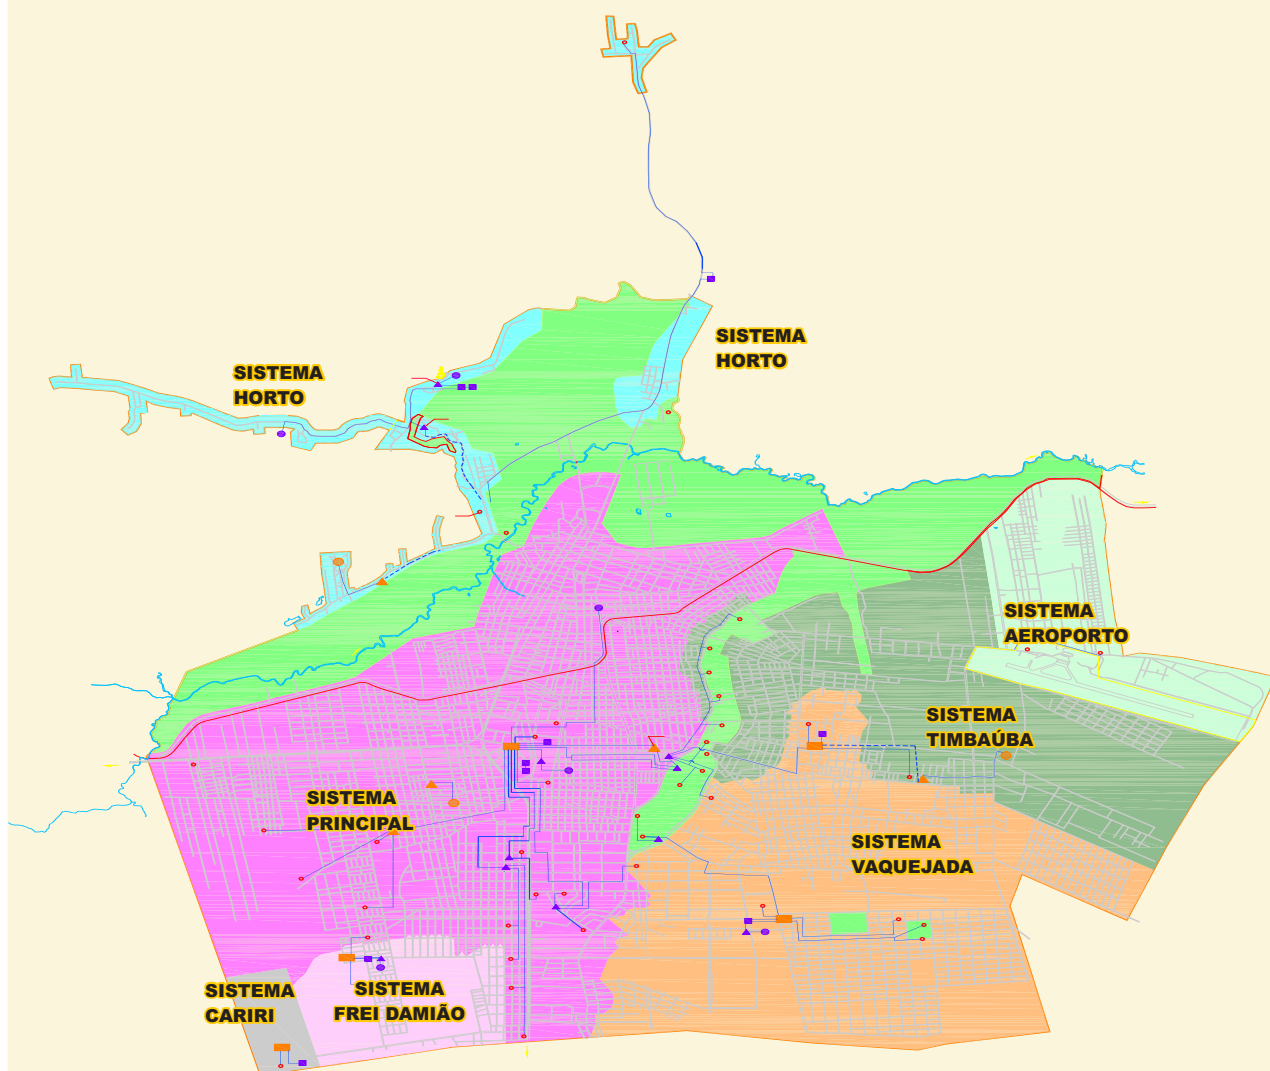 SISTEMA
HORTO
SISTEMA
HORTO
SISTEMA
AEROPORTO
SISTEMA
TIMBAÚBA
SISTEMA
PRINCIPAL
SISTEMA
VAQUEJADA
SISTEMA
CARIRI
SISTEMA
FREI DAMIÃO